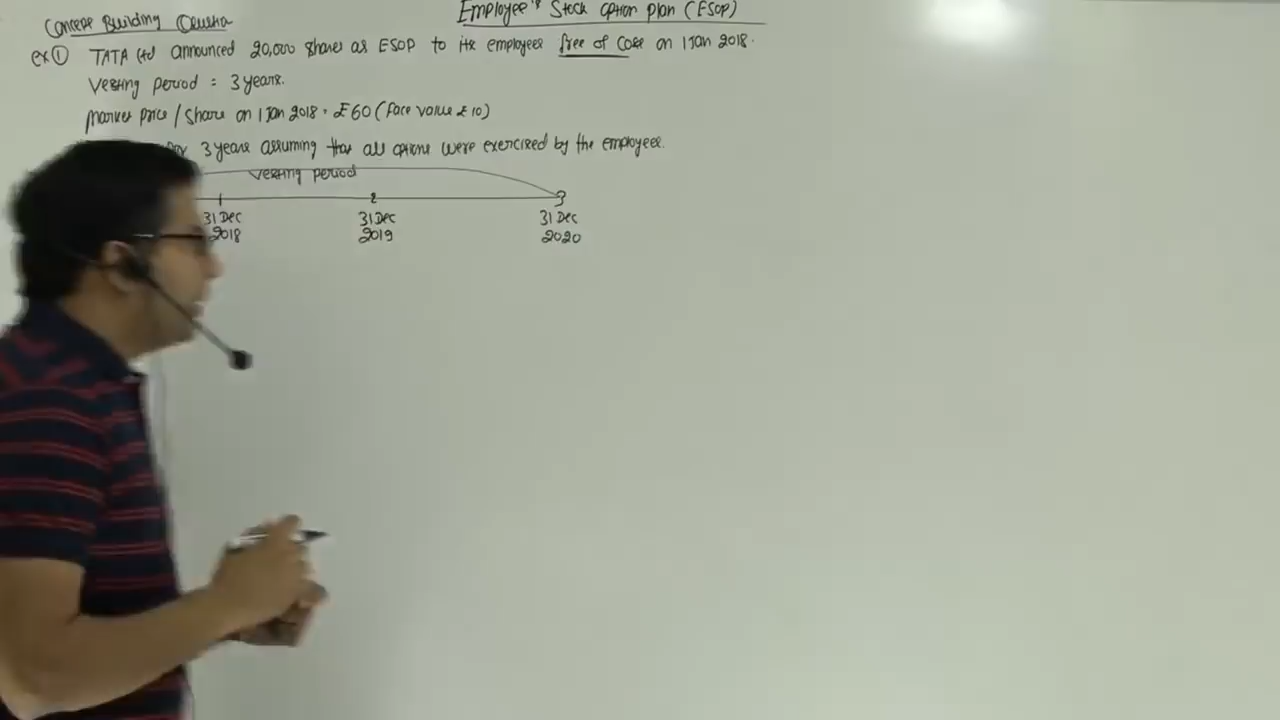 Employee's Stock option plan (ESOP)
Concept Building Question
ex ① TATA Ltd announced 20,000 shares as ESOP to its employees free of cost on 1 Jan 2018.
Vesting period = 3 years.
Market price / share on 1 Jan 2018 = ₹60 (face value ₹10)
3 years assuming that all options were exercised by the employees.
Vesting period
1 2 3
31 Dec 31 Dec 31 Dec
2018 2019 2020